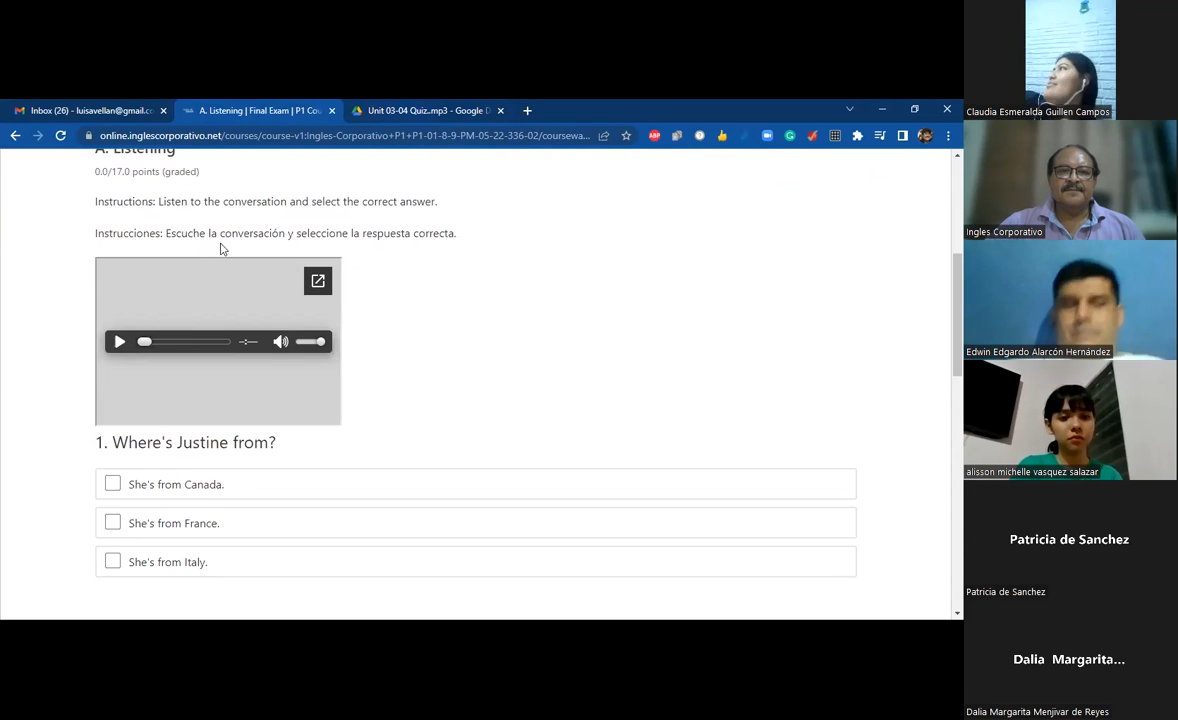 Inbox (26) - luisavellan@gmail.cc
A. Listening | Final Exam | P1 Cou
Unit 03-04 Quiz..mp3 - Google D
online.inglescorporativo.net/courses/course-v1:Ingles-Corporativo+P1+P1-01-8-9-PM-05-22-336-02/coursewa...
A. Listening
0.0/17.0 points (graded)
Instructions: Listen to the conversation and select the correct answer.
Instrucciones: Escuche la conversación y seleccione la respuesta correcta.
-:--
1. Where's Justine from?
She's from Canada.
She's from France.
She's from Italy.
Claudia Esmeralda Guillen Campos
Ingles Corporativo
Edwin Edgardo Alarcón Hernández
alisson michelle vasquez salazar
Patricia de Sanchez
Patricia de Sanchez
Dalia Margarita...
Dalia Margarita Menjivar de Reyes